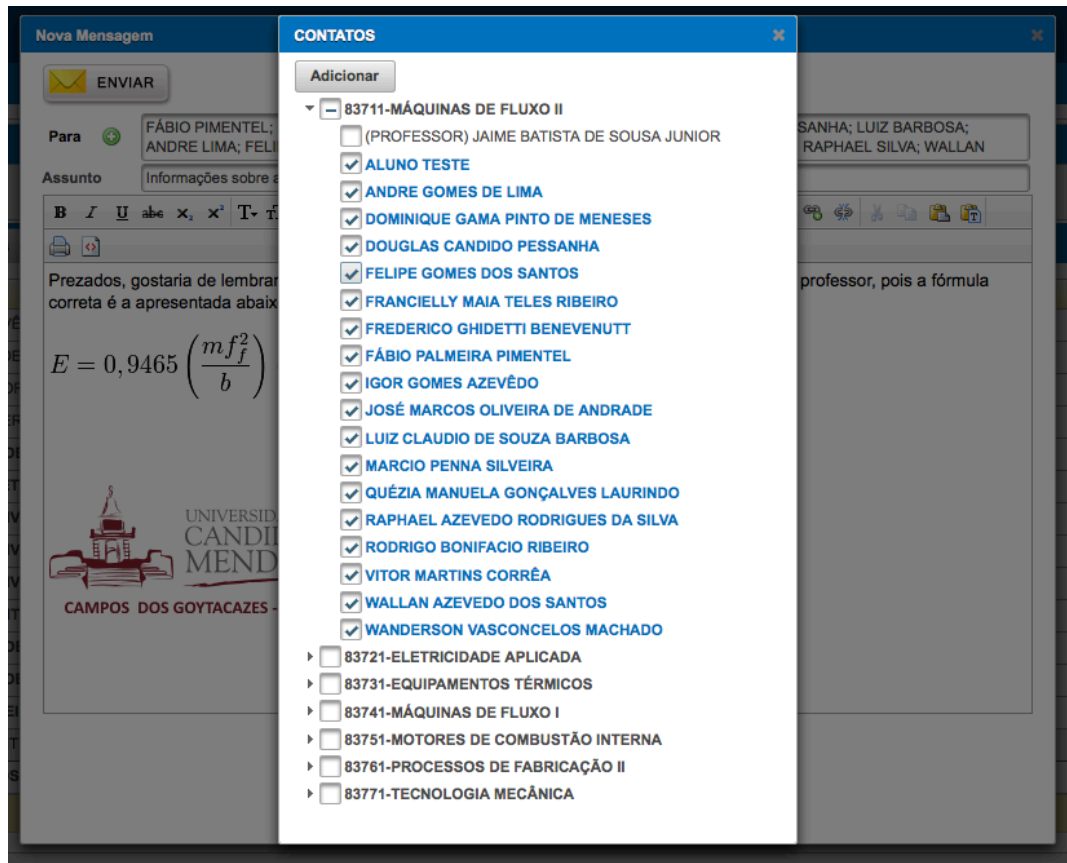 Nova Mensagem
CONTATOS
ENVIAR
Adicionar
Para
FÁBIO PIMENTEL;
SANHA; LUIZ BARBOSA;
ANDRE LIMA;
RAPHAEL SILVA; WALLAN
Assunto
Informações sobre
B I U abc x₂ x² T
83711-MÁQUINAS DE FLUXO II
(PROFESSOR) JAIME BATISTA DE SOUSA JUNIOR
ALUNO TESTE
ANDRE GOMES DE LIMA
DOMINIQUE GAMA PINTO DE MENESES
DOUGLAS CANDIDO PESSANHA
FELIPE GOMES DOS SANTOS
FRANCIELLY MAIA TELES RIBEIRO
FREDERICO GHIDETTI BENEVENUTT
FÁBIO PALMEIRA PIMENTEL
IGOR GOMES AZEVÊDO
JOSÉ MARCOS OLIVEIRA DE ANDRADE
LUIZ CLAUDIO DE SOUZA BARBOSA
MARCIO PENNA SILVEIRA
QUÉZIA MANUELA GONÇALVES LAURINDO
RAPHAEL AZEVEDO RODRIGUES DA SILVA
RODRIGO BONIFACIO RIBEIRO
VITOR MARTINS CORRÊA
WALLAN AZEVEDO DOS SANTOS
WANDERSON VASCONCELOS MACHADO
83721-ELETRICIDADE APLICADA
83731-EQUIPAMENTOS TÉRMICOS
83741-MÁQUINAS DE FLUXO I
83751-MOTORES DE COMBUSTÃO INTERNA
83761-PROCESSOS DE FABRICAÇÃO II
83771-TECNOLOGIA MECÂNICA
Prezados, gostaria de
professor, pois a fórmula
correta é a apresentada
E = 0,9465 (mf_f^2 / b)
UNIVERSID
CANDI
MEND
CAMPOS DOS GOYTACAZES -